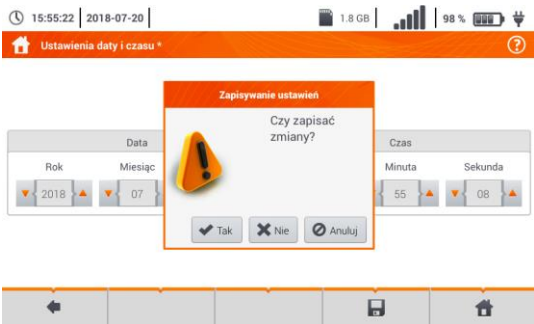 15:55:22 2018-07-20 1.8 GB 98 %
Ustawienia daty i czasu *
Zapisywanie ustawień
Czy zapisać
zmiany?
Data Czas
Rok Miesiąc Minuta Sekunda
2018 07 55 08
Tak Nie Anuluj